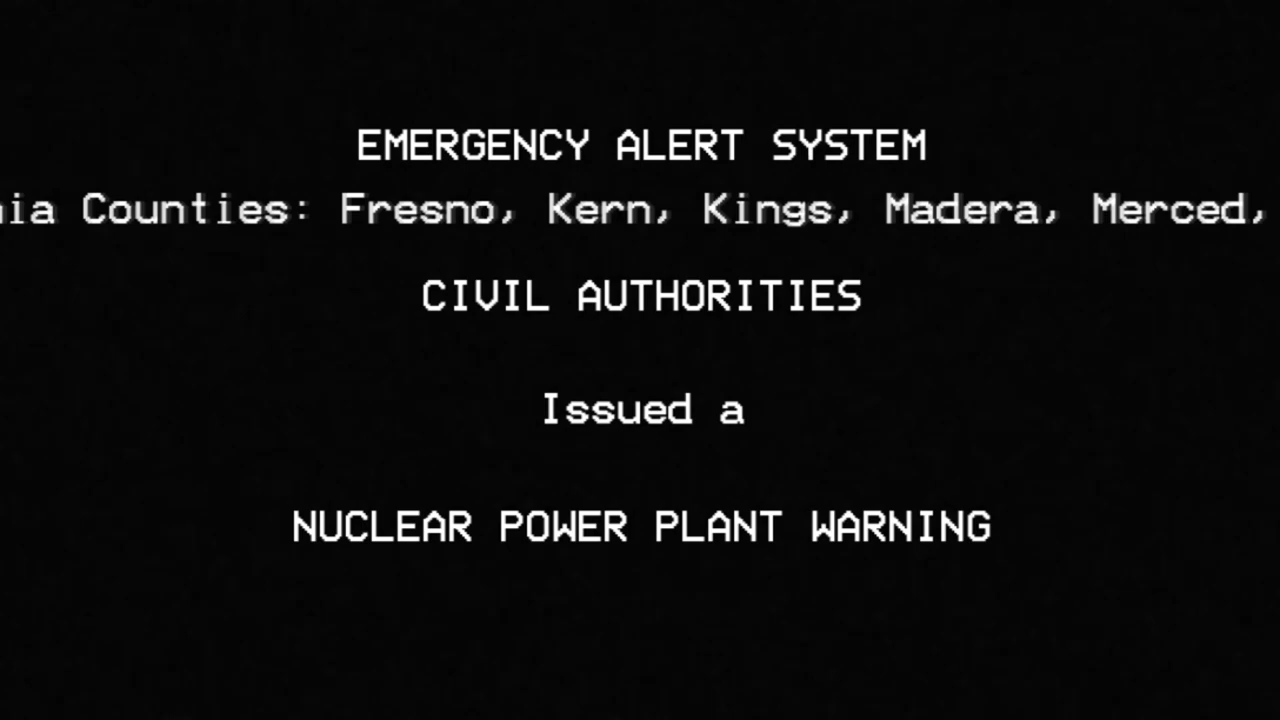 EMERGENCY ALERT SYSTEM
Counties: Fresno, Kern, Kings, Madera, Merced,
CIVIL AUTHORITIES
Issued a
NUCLEAR POWER PLANT WARNING